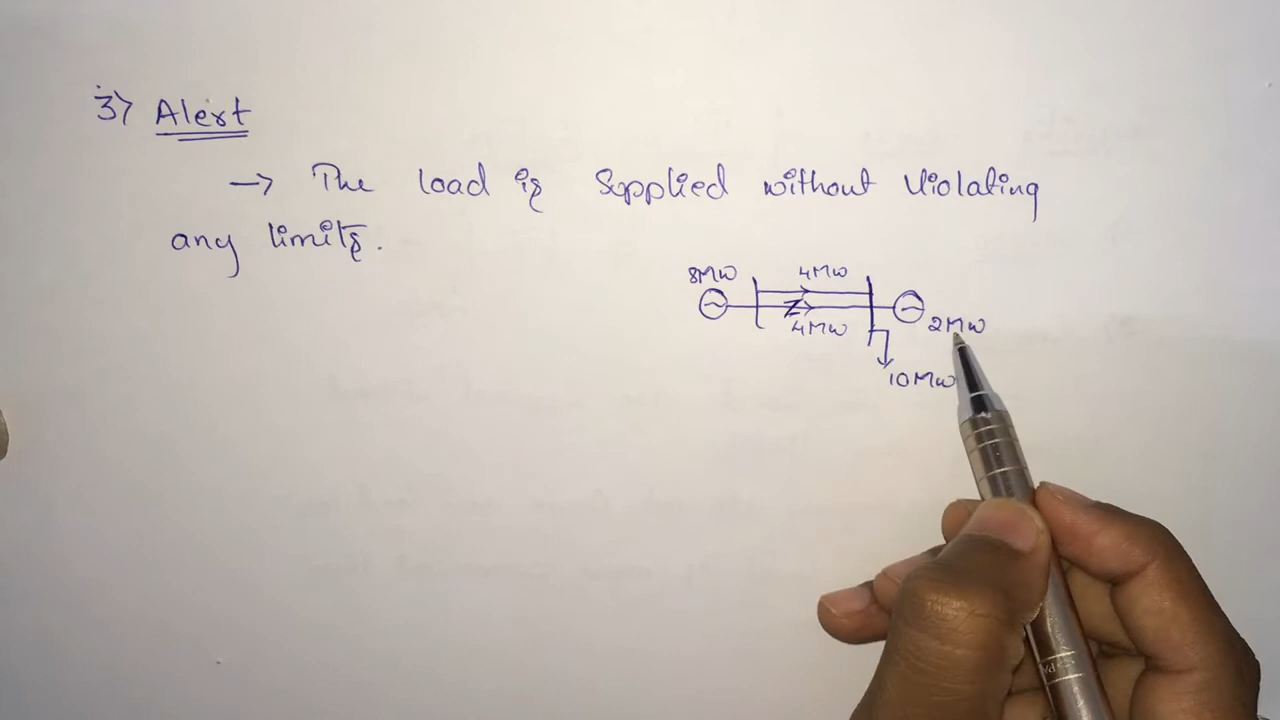 3) Alert
→ The load is supplied without violating
any limits.
8MW 4MW
4MW 2MW
10MW